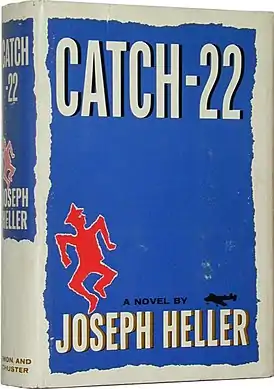 CATCH
-22
JOSEPH
HELLER
CATCH-22
A NOVEL BY
JOSEPH HELLER